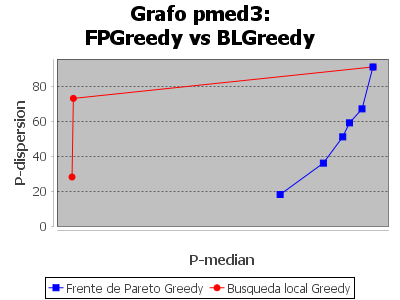 Grafo pmed3:
FPGreedy vs BLGreedy
P-dispersion
80
60
40
20
0
P-median
Frente de Pareto Greedy
Busqueda local Greedy